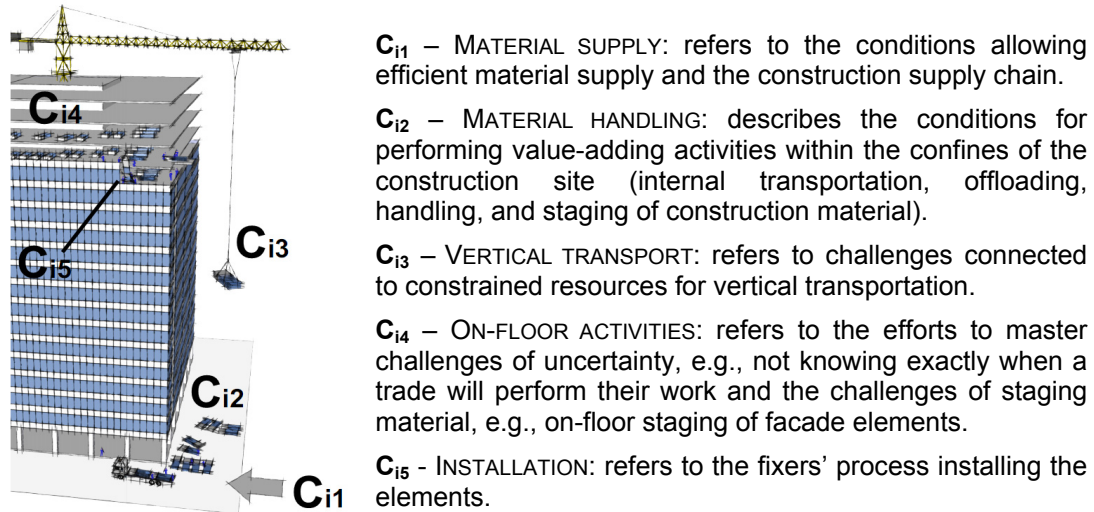 Ci4
Ci3
Ci5
Ci2
Ci1
Ci1 – MATERIAL SUPPLY: refers to the conditions allowing
efficient material supply and the construction supply chain.
Ci2 – MATERIAL HANDLING: describes the conditions for
performing value-adding activities within the confines of the
construction site (internal transportation, offloading,
handling, and staging of construction material).
Ci3 – VERTICAL TRANSPORT: refers to challenges connected
to constrained resources for vertical transportation.
Ci4 – ON-FLOOR ACTIVITIES: refers to the efforts to master
challenges of uncertainty, e.g., not knowing exactly when a
trade will perform their work and the challenges of staging
material, e.g., on-floor staging of facade elements.
Ci5 - INSTALLATION: refers to the fixers’ process installing the
elements.